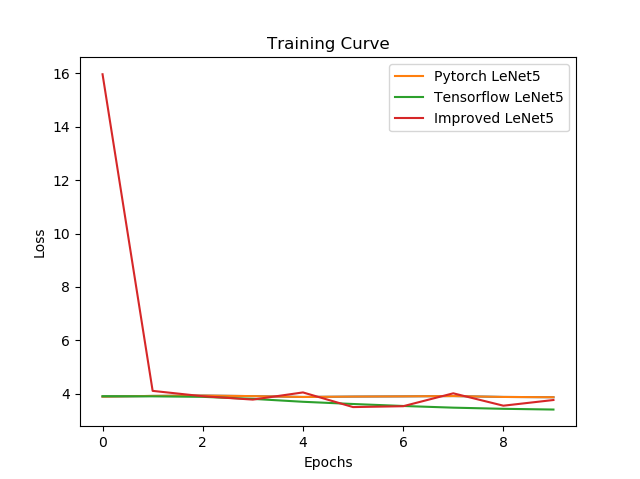 Training Curve
Pytorch LeNet5
Tensorflow LeNet5
Improved LeNet5
Loss
16
14
12
10
8
6
4
0 2 4 6 8
Epochs